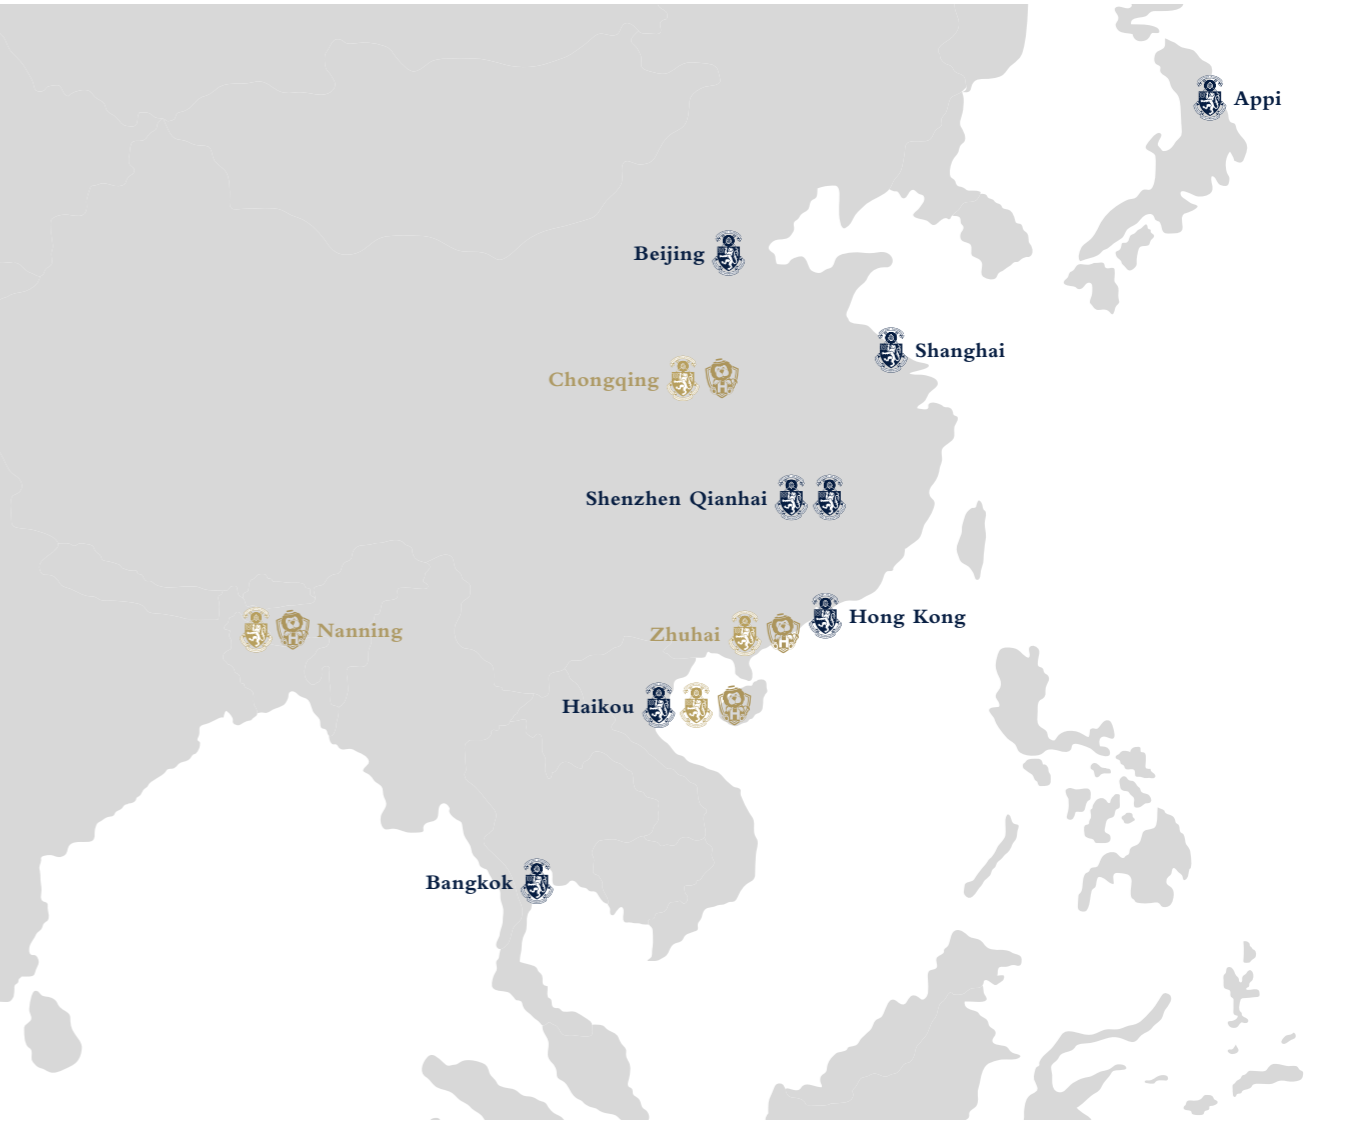 Appi
Beijing
Shanghai
Chongqing
Shenzhen Qianhai
Hong Kong
Nanning
Zhuhai
Haikou
Bangkok